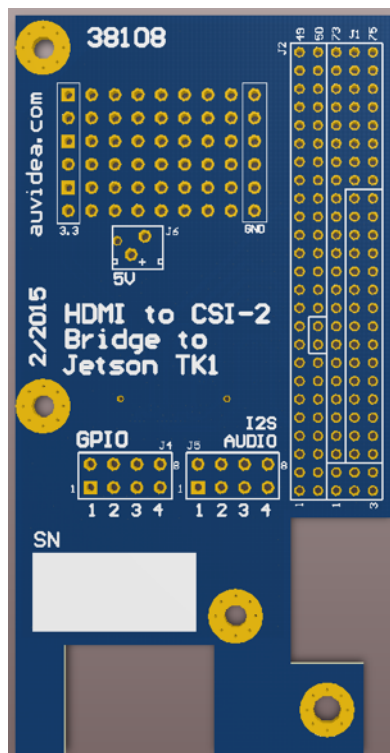 38108
J2
49
50
73
J1
75
auvidea.com
3.3
J6
GND
+
5V
2/2015
HDMI to CSI-2
Bridge to
Jetson TK1
I2S
GPIO
J4
J5
AUDIO
8
8
1
1
1 2 3 4
1 2 3 4
1
1
3
SN